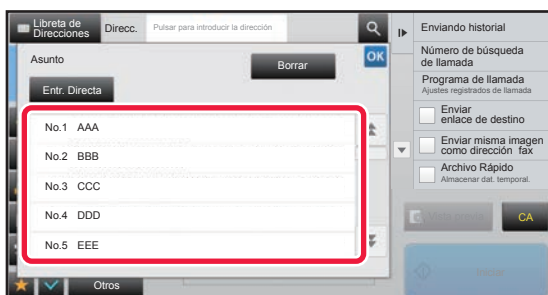 Libreta de
Direcciones
Direcc.
Pulsar para introducir la dirección
Asunto
Borrar
OK
Entr. Directa
No.1 AAA
No.2 BBB
No.3 CCC
No.4 DDD
No.5 EEE
Otros
Enviando historial
Número de búsqueda
de llamada
Programa de llamada
Ajustes registrados de llamada
Enviar
enlace de destino
Enviar misma imagen
como dirección fax
Archivo Rápido
Almacenar dat. temporal.
CA